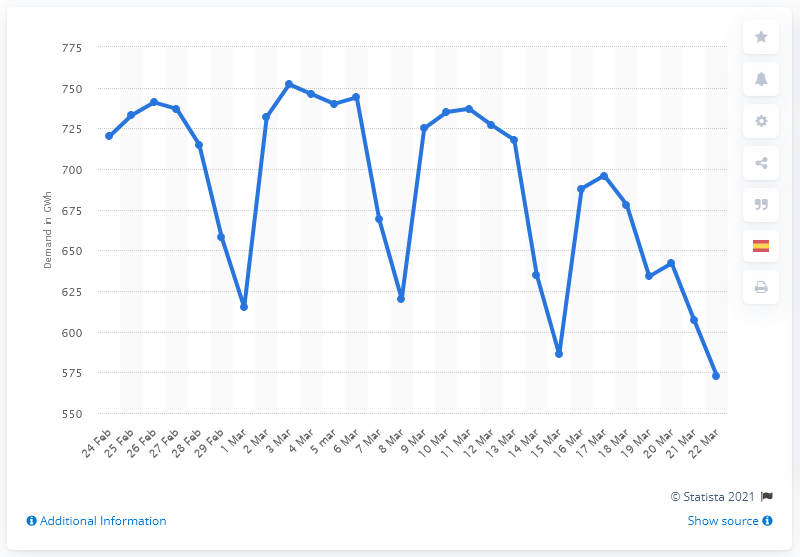 775
750
725
700
675
650
625
600
575
550
Demand in GWh
24 Feb
25 Feb
26 Feb
27 Feb
28 Feb
29 Feb
1 Mar
2 Mar
3 Mar
4 Mar
5 mar
6 Mar
7 Mar
8 Mar
9 Mar
10 Mar
11 Mar
12 Mar
13 Mar
14 Mar
15 Mar
16 Mar
17 Mar
18 Mar
19 Mar
20 Mar
21 Mar
22 Mar
© Statista 2021
Additional Information
Show source